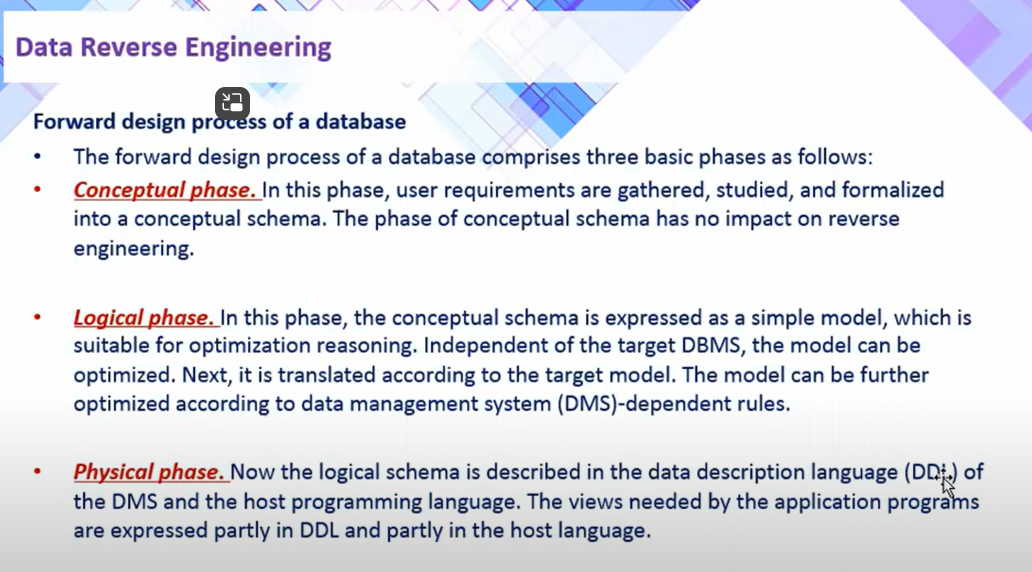 Data Reverse Engineering
Forward design process of a database
• The forward design process of a database comprises three basic phases as follows:
• Conceptual phase. In this phase, user requirements are gathered, studied, and formalized
into a conceptual schema. The phase of conceptual schema has no impact on reverse
engineering.
• Logical phase. In this phase, the conceptual schema is expressed as a simple model, which is
suitable for optimization reasoning. Independent of the target DBMS, the model can be
optimized. Next, it is translated according to the target model. The model can be further
optimized according to data management system (DMS)-dependent rules.
• Physical phase. Now the logical schema is described in the data description language (DDL) of
the DMS and the host programming language. The views needed by the application programs
are expressed partly in DDL and partly in the host language.